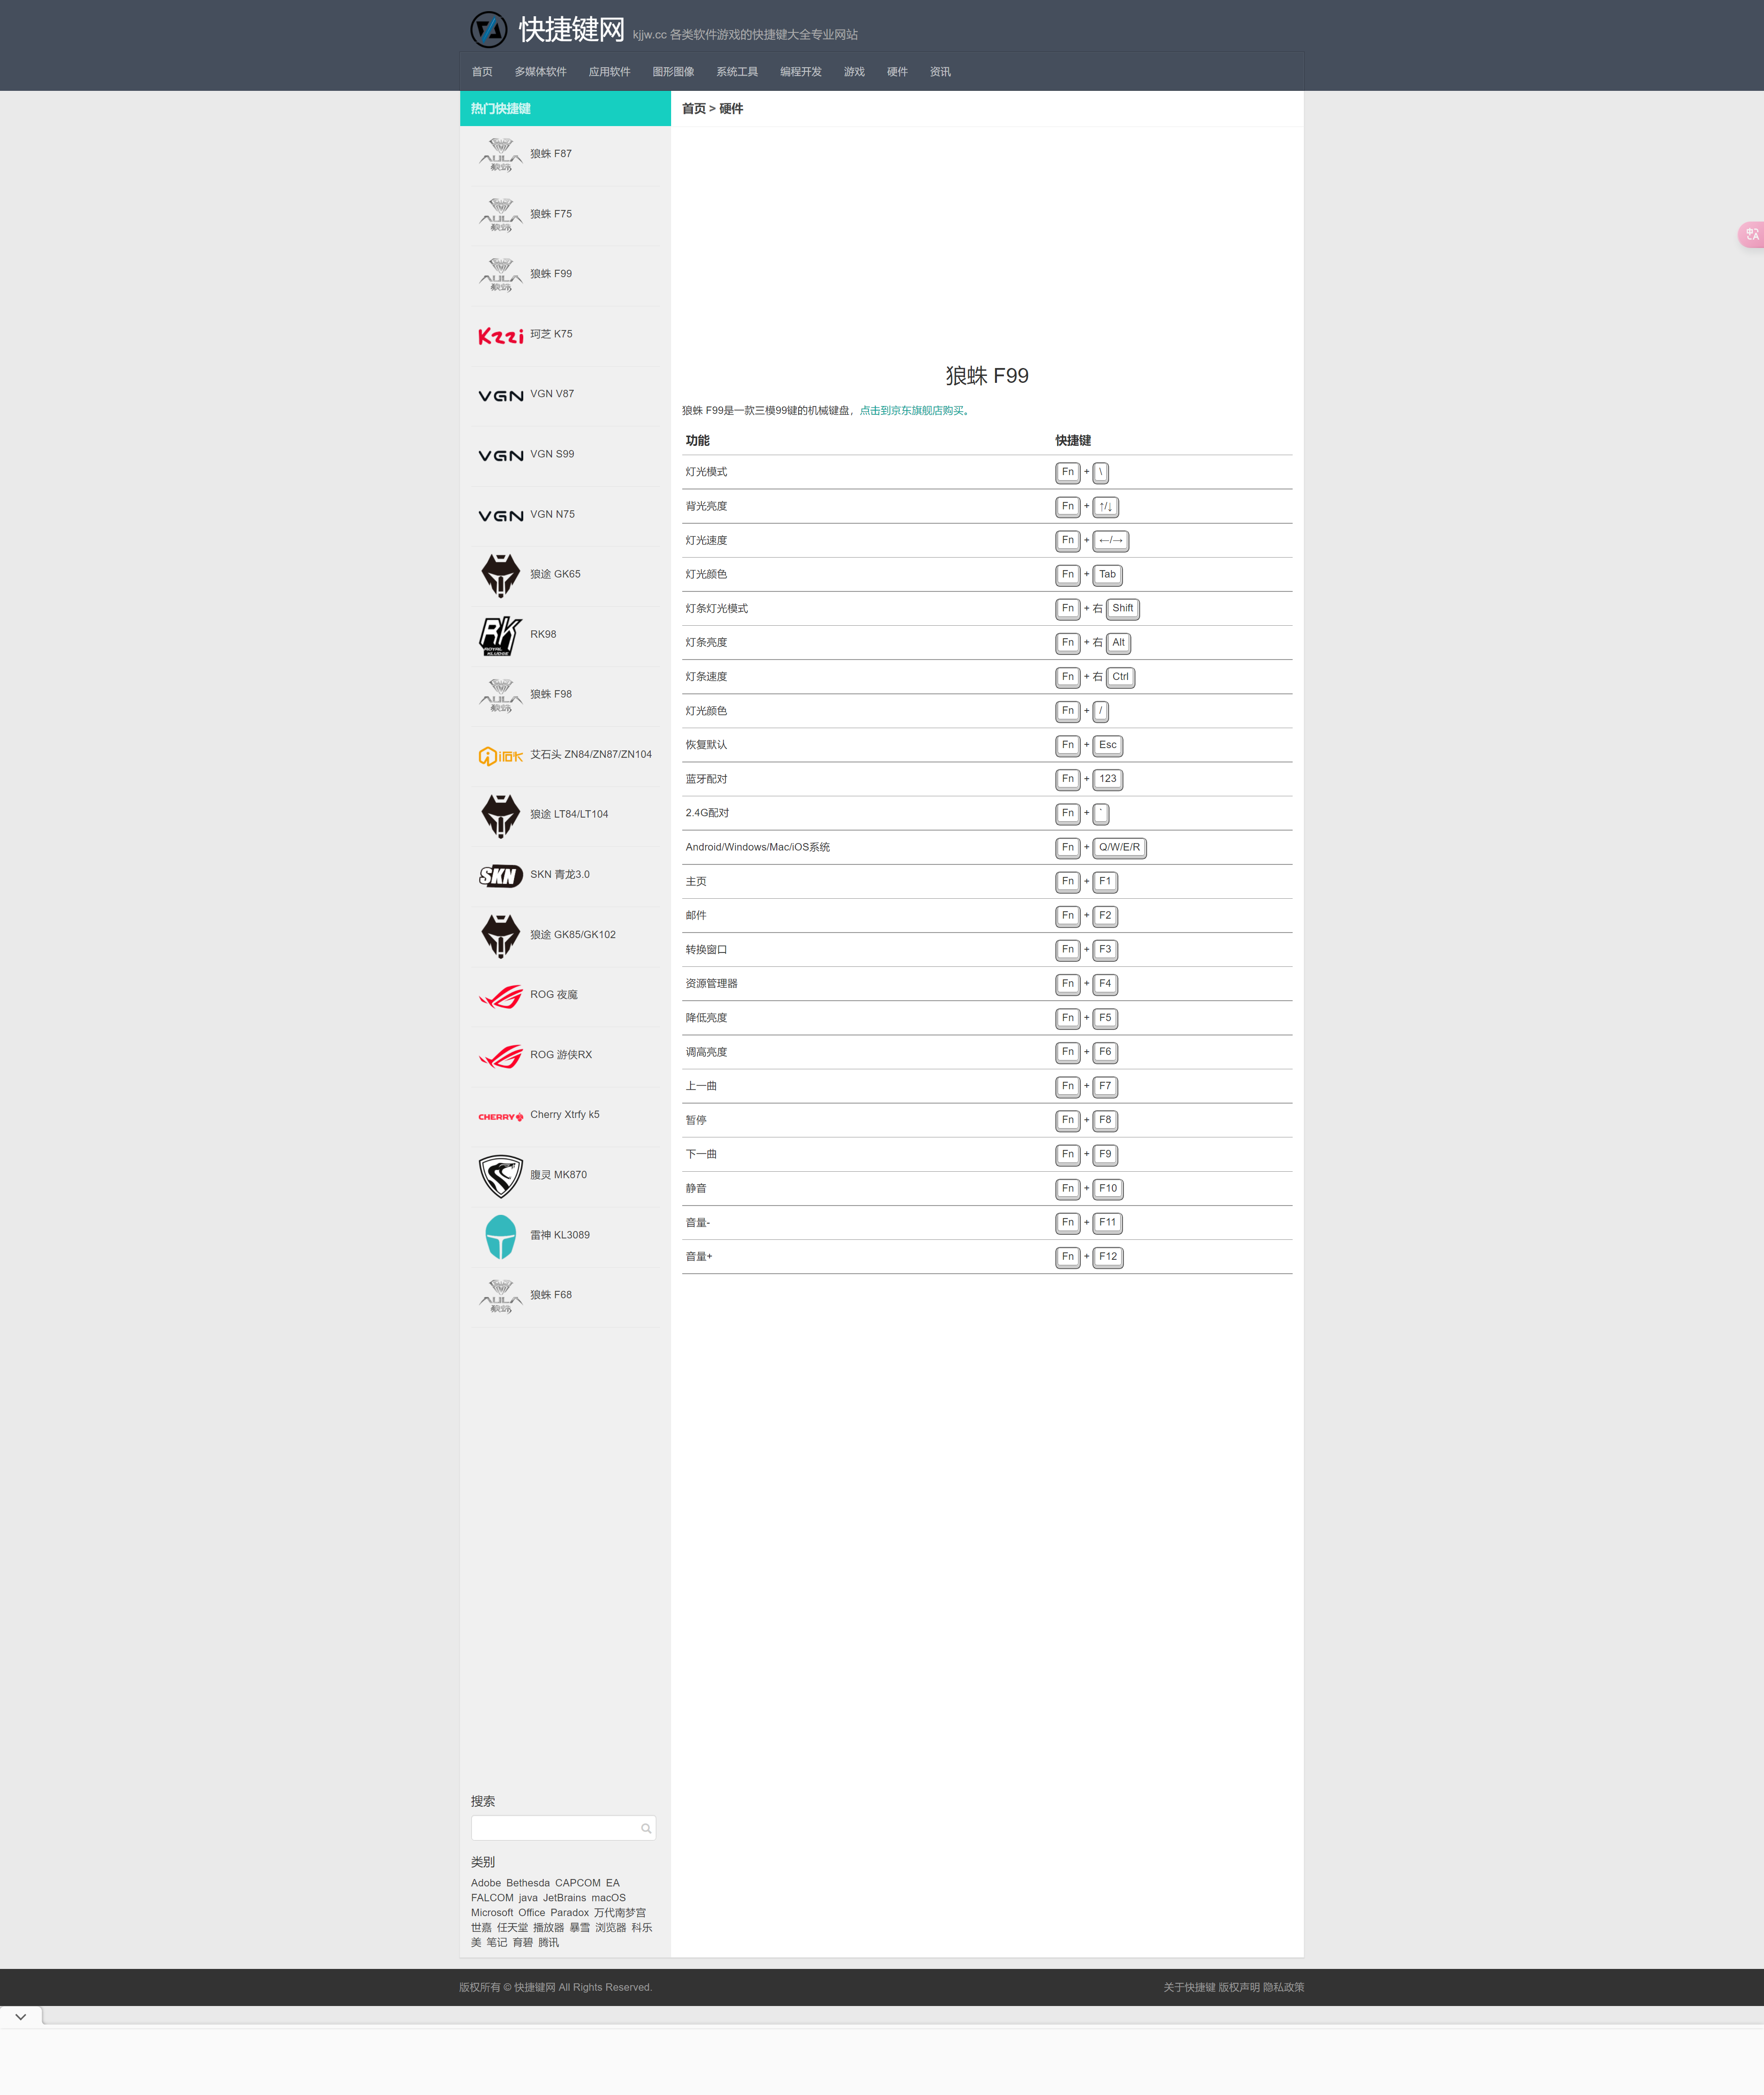 快捷键网 kjjw.cc 各类软件游戏的快捷键大全专业网站
首页 多媒体软件 应用软件 图形图像 系统工具 编程开发 游戏 硬件 资讯
热门快捷键
狼蛛 F87
狼蛛 F75
狼蛛 F99
珂芝 K75
VGN V87
VGN S99
VGN N75
狼途 GK65
RK98
狼蛛 F98
艾石头 ZN84/ZN87/ZN104
狼途 LT84/LT104
SKN 青龙3.0
狼途 GK85/GK102
ROG 夜魔
ROG 游侠RX
Cherry Xtrfy k5
腹灵 MK870
雷神 KL3089
狼蛛 F68
搜索
类别
Adobe Bethesda CAPCOM EA
FALCOM java JetBrains macOS
Microsoft Office Paradox 万代南梦宫
世嘉 任天堂 播放器 暴雪 浏览器 科乐
美 笔记 育碧 腾讯
首页 > 硬件
狼蛛 F99
狼蛛 F99是一款三模99键的机械键盘，点击到京东旗舰店购买。
功能 快捷键
灯光模式 Fn + \
背光亮度 Fn + ↑/↓
灯光速度 Fn + ←/→
灯光颜色 Fn + Tab
灯条灯光模式 Fn + 右 Shift
灯条亮度 Fn + 右 Alt
灯条速度 Fn + 右 Ctrl
灯光颜色 Fn + /
恢复默认 Fn + Esc
蓝牙配对 Fn + 123
2.4G配对 Fn + `
Android/Windows/Mac/iOS系统 Fn + Q/W/E/R
主页 Fn + F1
邮件 Fn + F2
转换窗口 Fn + F3
资源管理器 Fn + F4
降低亮度 Fn + F5
调高亮度 Fn + F6
上一曲 Fn + F7
暂停 Fn + F8
下一曲 Fn + F9
静音 Fn + F10
音量- Fn + F11
音量+ Fn + F12
版权所有 © 快捷键网 All Rights Reserved. 关于快捷键 版权声明 隐私政策